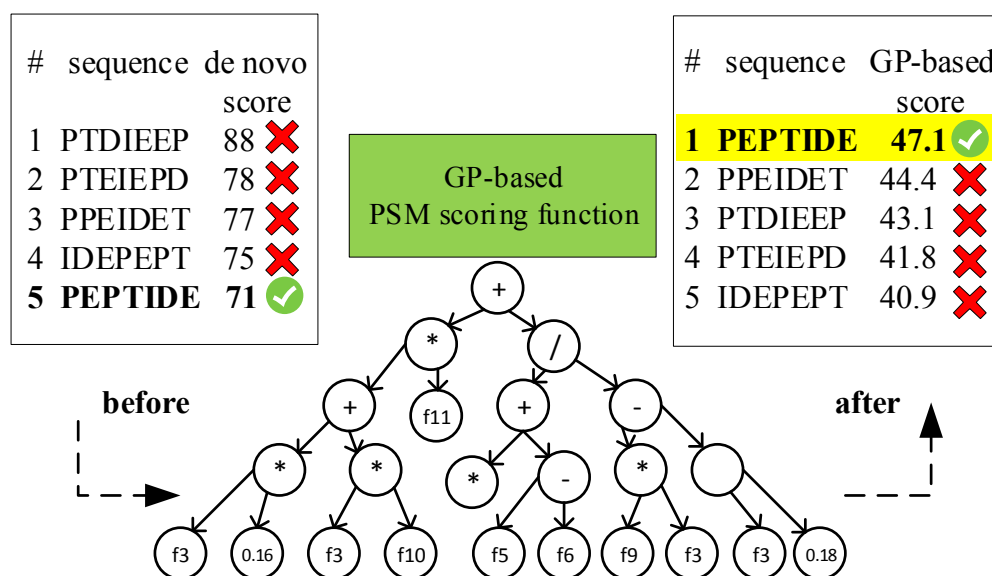 # sequence de novo
score
1 PTDIEEP 88
2 PTEIEPD 78
3 PPEIDET 77
4 IDEPEPT 75
5 PEPTIDE 71
GP-based
PSM scoring function
# sequence GP-based
score
1 PEPTIDE 47.1
2 PPEIDET 44.4
3 PTDIEEP 43.1
4 PTEIEPD 41.8
5 IDEPEPT 40.9
before
after
+
* /
+ f11 + -
* * * - *
f3 0.16 f3 f10 f5 f6 f9 f3 f3 0.18